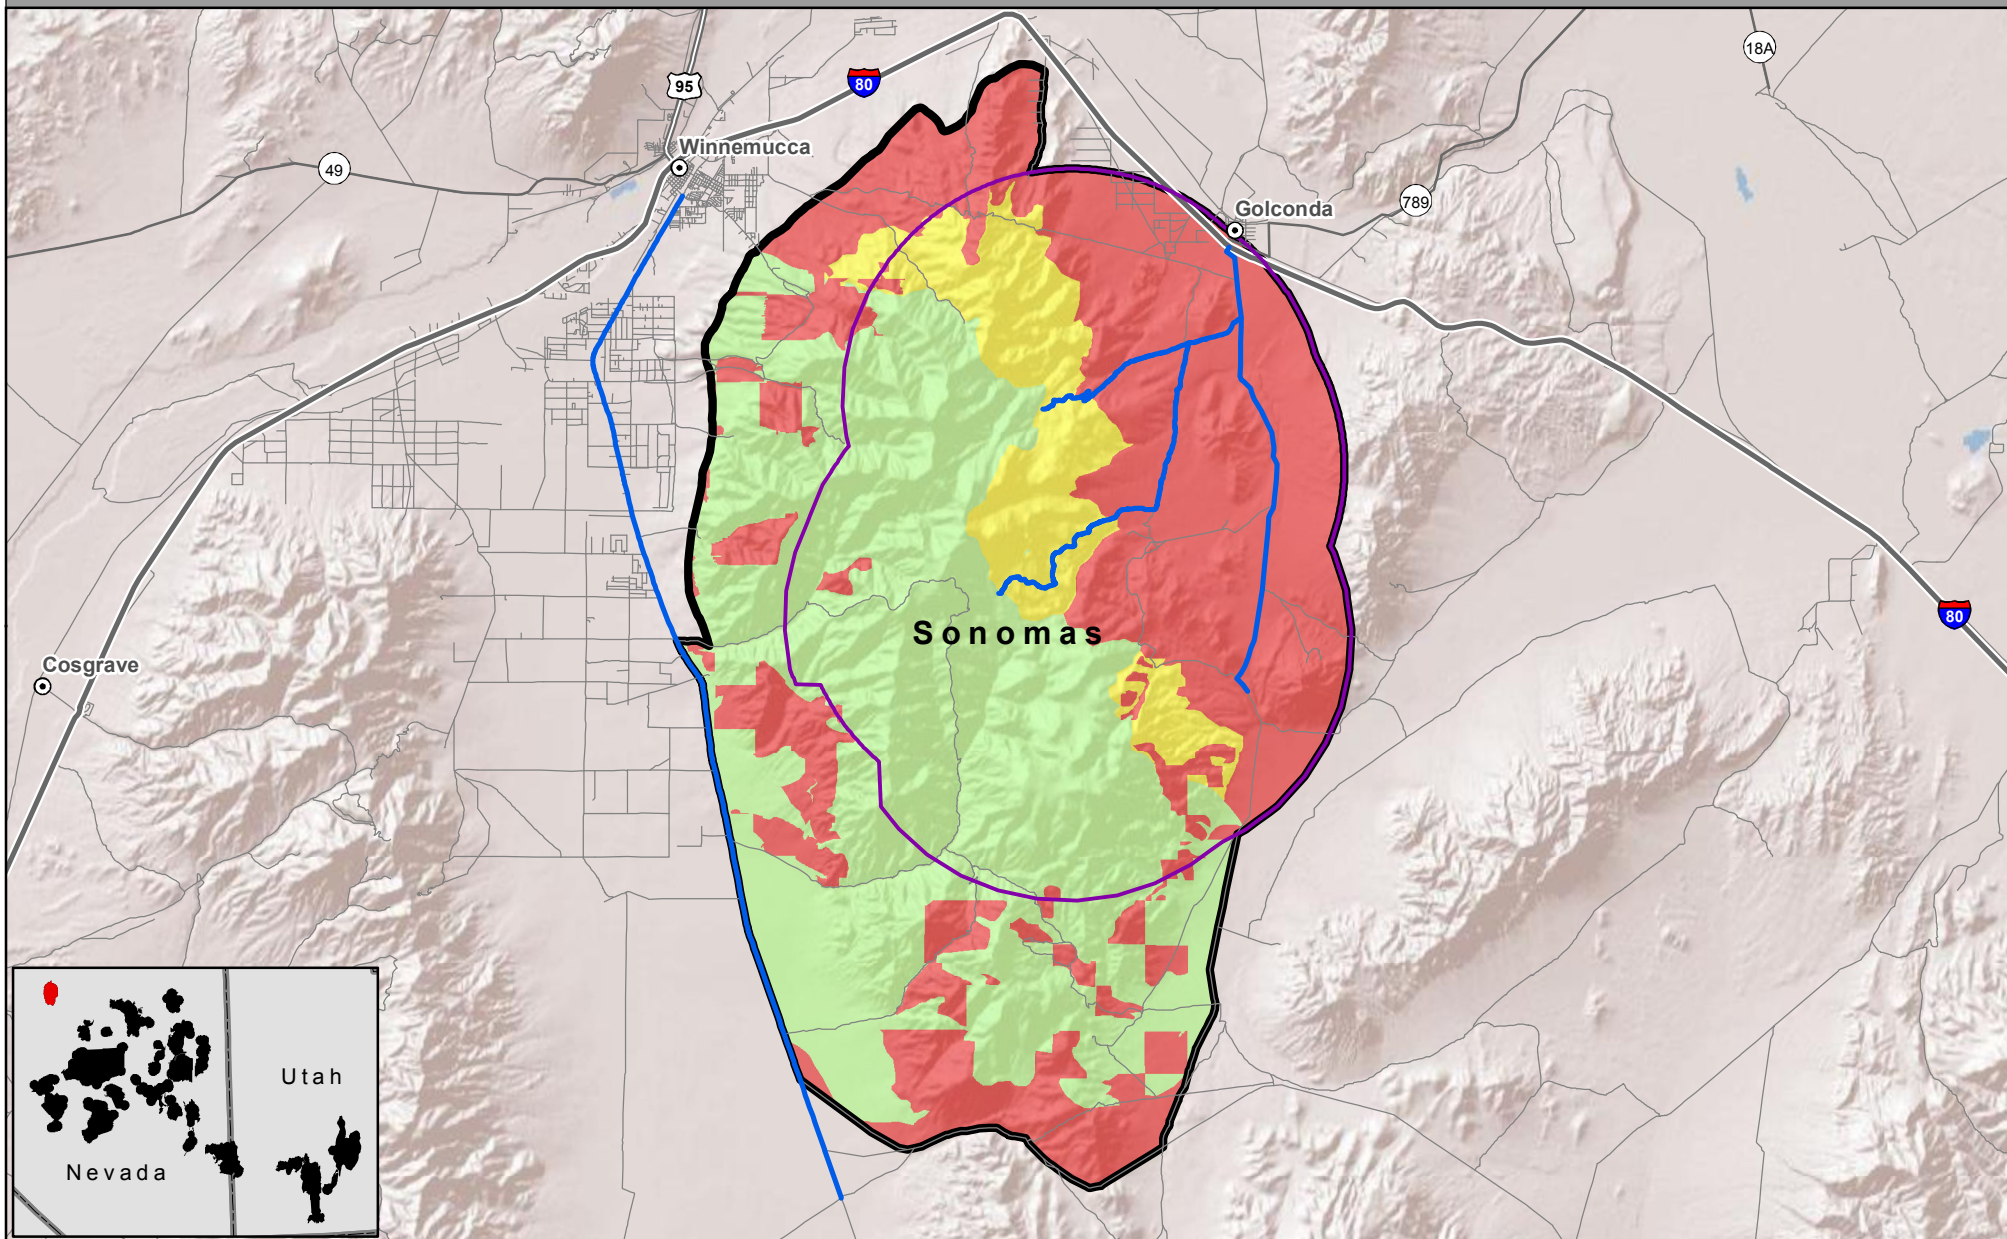 18A
95
80
Winnemucca
49
789
Golconda
80
Sonomas
Cosgrave
Utah
Nevada